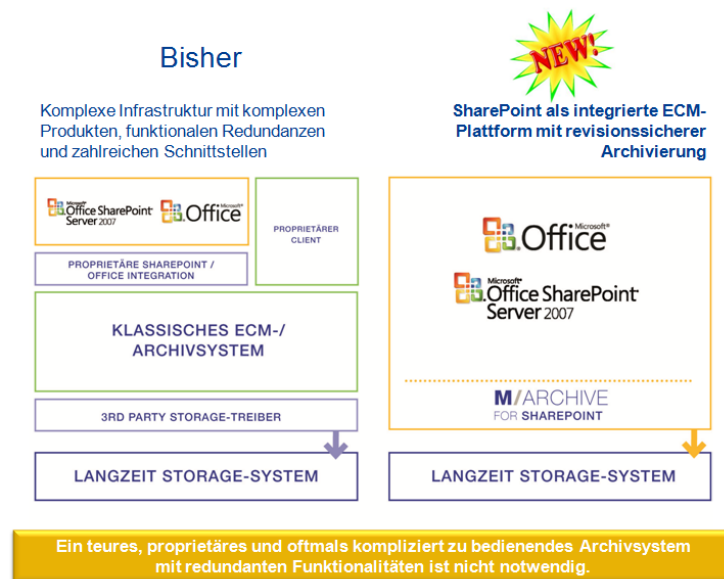 Bisher
Komplexe Infrastruktur mit komplexen
Produkten, funktionalen Redundanzen
und zahlreichen Schnittstellen
Microsoft
Office SharePoint
Server 2007
Microsoft
Office
PROPRIETÄRER
CLIENT
PROPRIETÄRE SHAREPOINT /
OFFICE INTEGRATION
KLASSISCHES ECM-/
ARCHIVSYSTEM
3RD PARTY STORAGE-TREIBER
LANGZEIT STORAGE-SYSTEM
NEW!
SharePoint als integrierte ECM-
Plattform mit revisionssicherer
Archivierung
Microsoft
Office
Microsoft
Office SharePoint
Server 2007
M/ARCHIVE
FOR SHAREPOINT
LANGZEIT STORAGE-SYSTEM
Ein teures, proprietäres und oftmals kompliziert zu bedienendes Archivsystem
mit redundanten Funktionalitäten ist nicht notwendig.